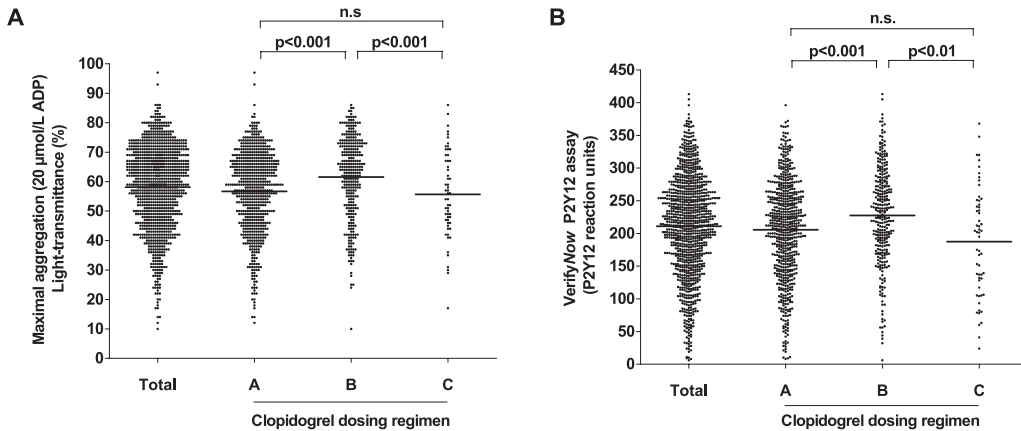 A
n.s
p<0.001 p<0.001
Maximal aggregation (20 µmol/L ADP)
Light-transmittance (%)
100
90
80
70
60
50
40
30
20
10
0
Total A B C
Clopidogrel dosing regimen
B
n.s.
p<0.001 p<0.01
VerifyNow P2Y12 assay
(P2Y12 reaction units)
450
400
350
300
250
200
150
100
50
0
Total A B C
Clopidogrel dosing regimen